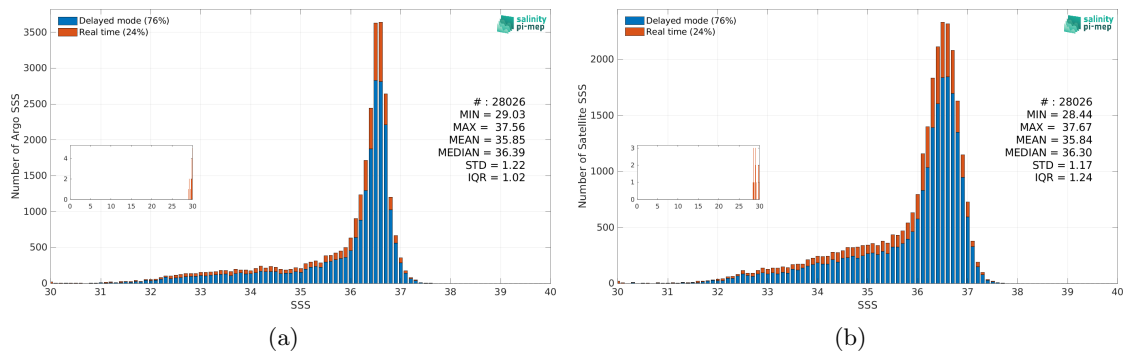 Delayed mode (76%)
Real time (24%)
salinity
pi-mep
3500
3000
2500
2000
1500
1000
500
0
Number of Argo SSS
# : 28026
MIN = 29.03
MAX = 37.56
MEAN = 35.85
MEDIAN = 36.39
STD = 1.22
IQR = 1.02
4
2
0
0 5 10 15 20 25 30
30 31 32 33 34 35 36 37 38 39 40
SSS
(a)
Delayed mode (76%)
Real time (24%)
salinity
pi-mep
2000
1500
1000
500
0
Number of Satellite SSS
# : 28026
MIN = 28.44
MAX = 37.67
MEAN = 35.84
MEDIAN = 36.30
STD = 1.17
IQR = 1.24
3
2
1
0
0 5 10 15 20 25 30
30 31 32 33 34 35 36 37 38 39 40
SSS
(b)